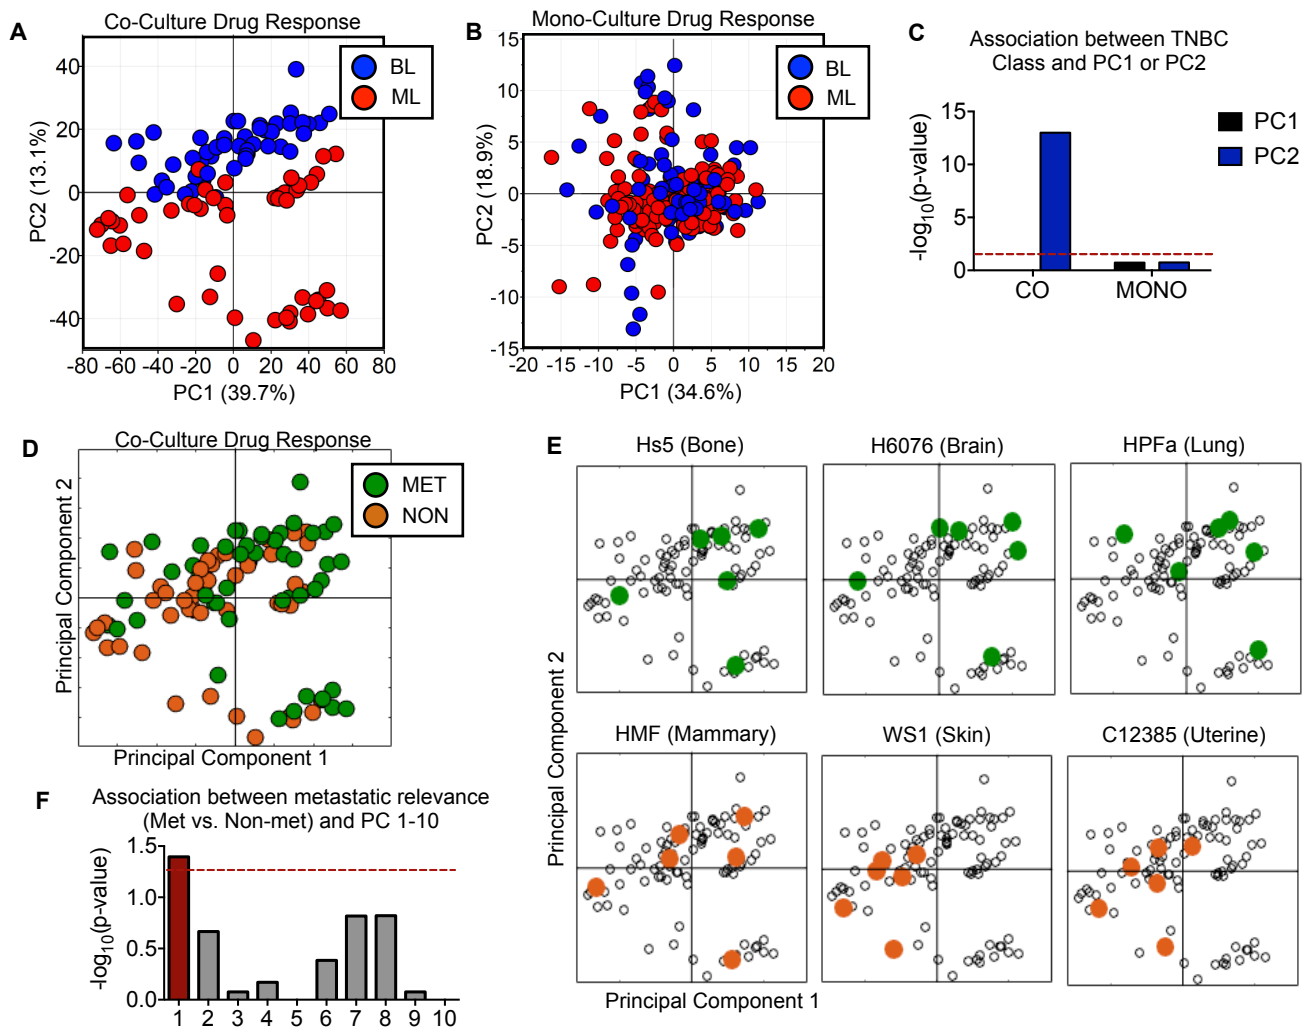 A
Co-Culture Drug Response
BL
ML
40
20
0
-20
-40
-80
-60
-40
-20
0
20
40
60
80
PC2 (13.1%)
PC1 (39.7%)
B
Mono-Culture Drug Response
BL
ML
15
10
5
0
-5
-10
-15
-20
-15
-10
-5
0
5
10
15
20
PC2 (18.9%)
PC1 (34.6%)
C
Association between TNBC
Class and PC1 or PC2
PC1
PC2
15
10
5
0
-log10(p-value)
CO
MONO
D
Co-Culture Drug Response
MET
NON
Principal Component 2
Principal Component 1
E
Hs5 (Bone)
H6076 (Brain)
HPFa (Lung)
HMF (Mammary)
WS1 (Skin)
C12385 (Uterine)
Principal Component 2
Principal Component 1
F
Association between metastatic relevance
(Met vs. Non-met) and PC 1-10
1.5
1.0
0.5
0.0
-log10(p-value)
1
2
3
4
5
6
7
8
9
10